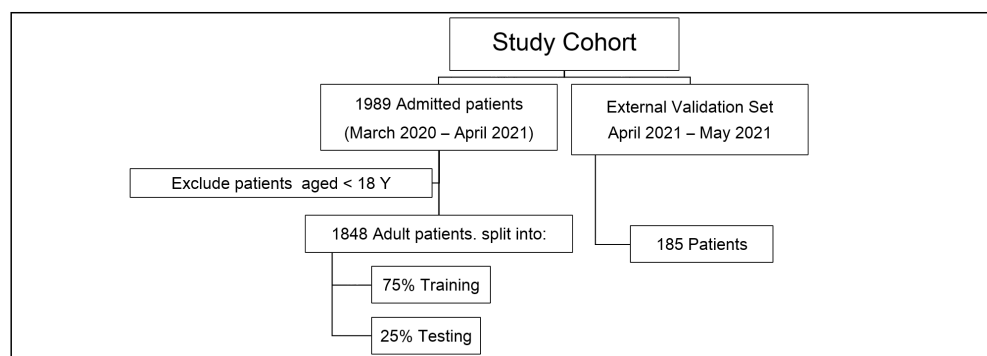 Study Cohort
1989 Admitted patients
(March 2020 – April 2021)
External Validation Set
April 2021 – May 2021
Exclude patients aged < 18 Y
1848 Adult patients. split into:
185 Patients
75% Training
25% Testing